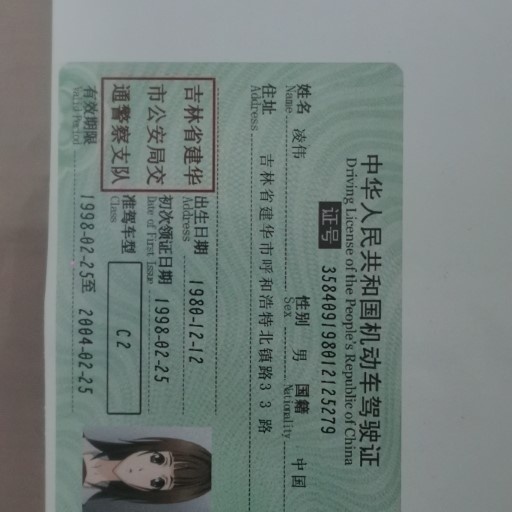 中华人民共和国机动车驾驶证
Driving License of the People's Republic of China
证号 358409198012125279
姓名 凌伟 性别 男 国籍 中国
Name Sex Nationality
住址 吉林省建华市呼和浩特北镇路33路
Address
吉林省建华
市公安局交
通警察支队
出生日期 1980-12-12
Address
初次领证日期 1998-02-25
Date of First Issue
准驾车型 C2
Class
有效期限 1998-02-25至 2004-02-25
Valid Period